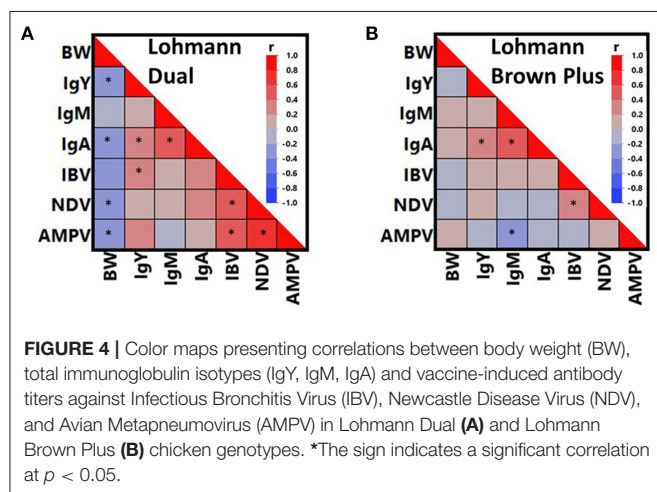 A
Lohmann
Dual
r
1.0
0.8
0.6
0.4
0.2
0.0
-0.2
-0.4
-0.6
-0.8
-1.0
BW
IgY *
IgM
IgA * * *
IBV *
NDV * *
AMPV * * *
BW IgY IgM IgA IBV NDV AMPV
B
Lohmann
Brown Plus
r
1.0
0.8
0.6
0.4
0.2
0.0
-0.2
-0.4
-0.6
-0.8
-1.0
BW
IgY
IgM
IgA * *
IBV
NDV *
AMPV *
BW IgY IgM IgA IBV NDV AMPV
FIGURE 4 | Color maps presenting correlations between body weight (BW),
total immunoglobulin isotypes (IgY, IgM, IgA) and vaccine-induced antibody
titers against Infectious Bronchitis Virus (IBV), Newcastle Disease Virus (NDV),
and Avian Metapneumovirus (AMPV) in Lohmann Dual (A) and Lohmann
Brown Plus (B) chicken genotypes. *The sign indicates a significant correlation
at p < 0.05.